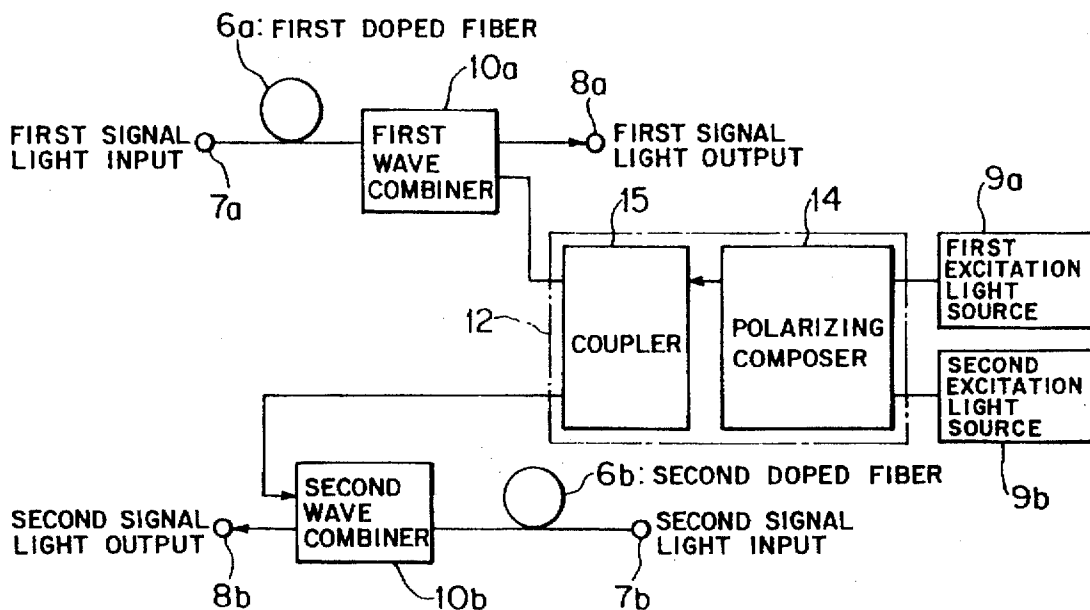 6a: FIRST DOPED FIBER
10a
8a
FIRST SIGNAL
LIGHT INPUT
7a
FIRST
WAVE
COMBINER
FIRST SIGNAL
LIGHT OUTPUT
15
14
9a
FIRST
EXCITATION
LIGHT
SOURCE
12
COUPLER
POLARIZING
COMPOSER
SECOND
EXCITATION
LIGHT
SOURCE
9b
6b: SECOND DOPED FIBER
SECOND SIGNAL
LIGHT OUTPUT
8b
SECOND
WAVE
COMBINER
10b
SECOND SIGNAL
LIGHT INPUT
7b